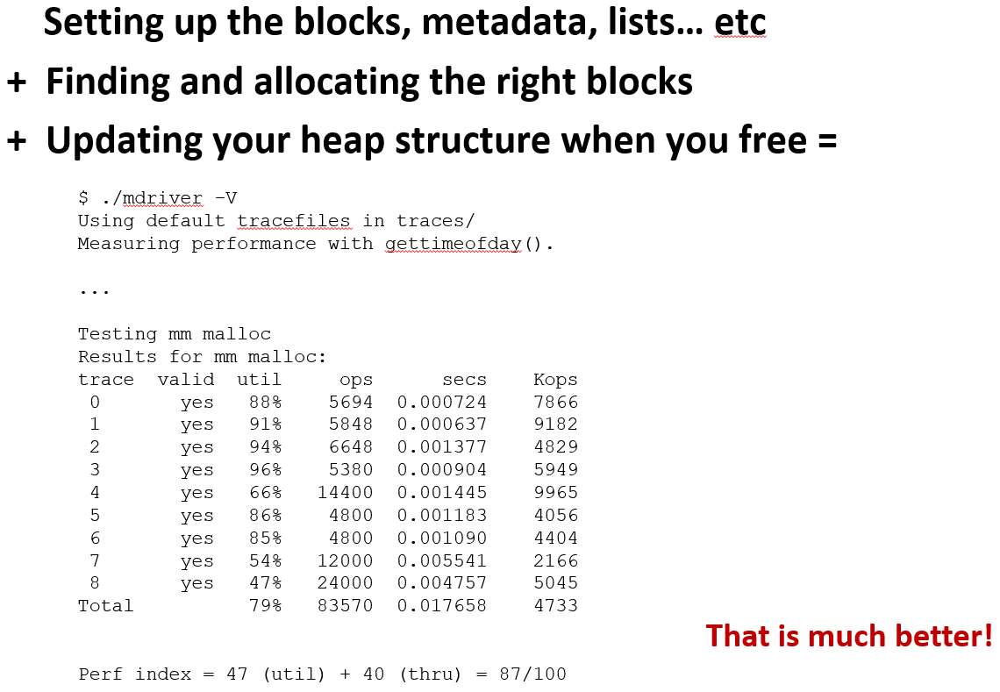 Setting up the blocks, metadata, lists... etc
+ Finding and allocating the right blocks
+ Updating your heap structure when you free =
$ ./mdriver -V
Using default tracefiles in traces/
Measuring performance with gettimeofday().
...
Testing mm malloc
Results for mm malloc:
trace valid util ops secs Kops
0 yes 88% 5694 0.000724 7866
1 yes 91% 5848 0.000637 9182
2 yes 94% 6648 0.001377 4829
3 yes 96% 5380 0.000904 5949
4 yes 66% 14400 0.001445 9965
5 yes 86% 4800 0.001183 4056
6 yes 85% 4800 0.001090 4404
7 yes 54% 12000 0.005541 2166
8 yes 47% 24000 0.004757 5045
Total 79% 83570 0.017658 4733
That is much better!
Perf index = 47 (util) + 40 (thru) = 87/100